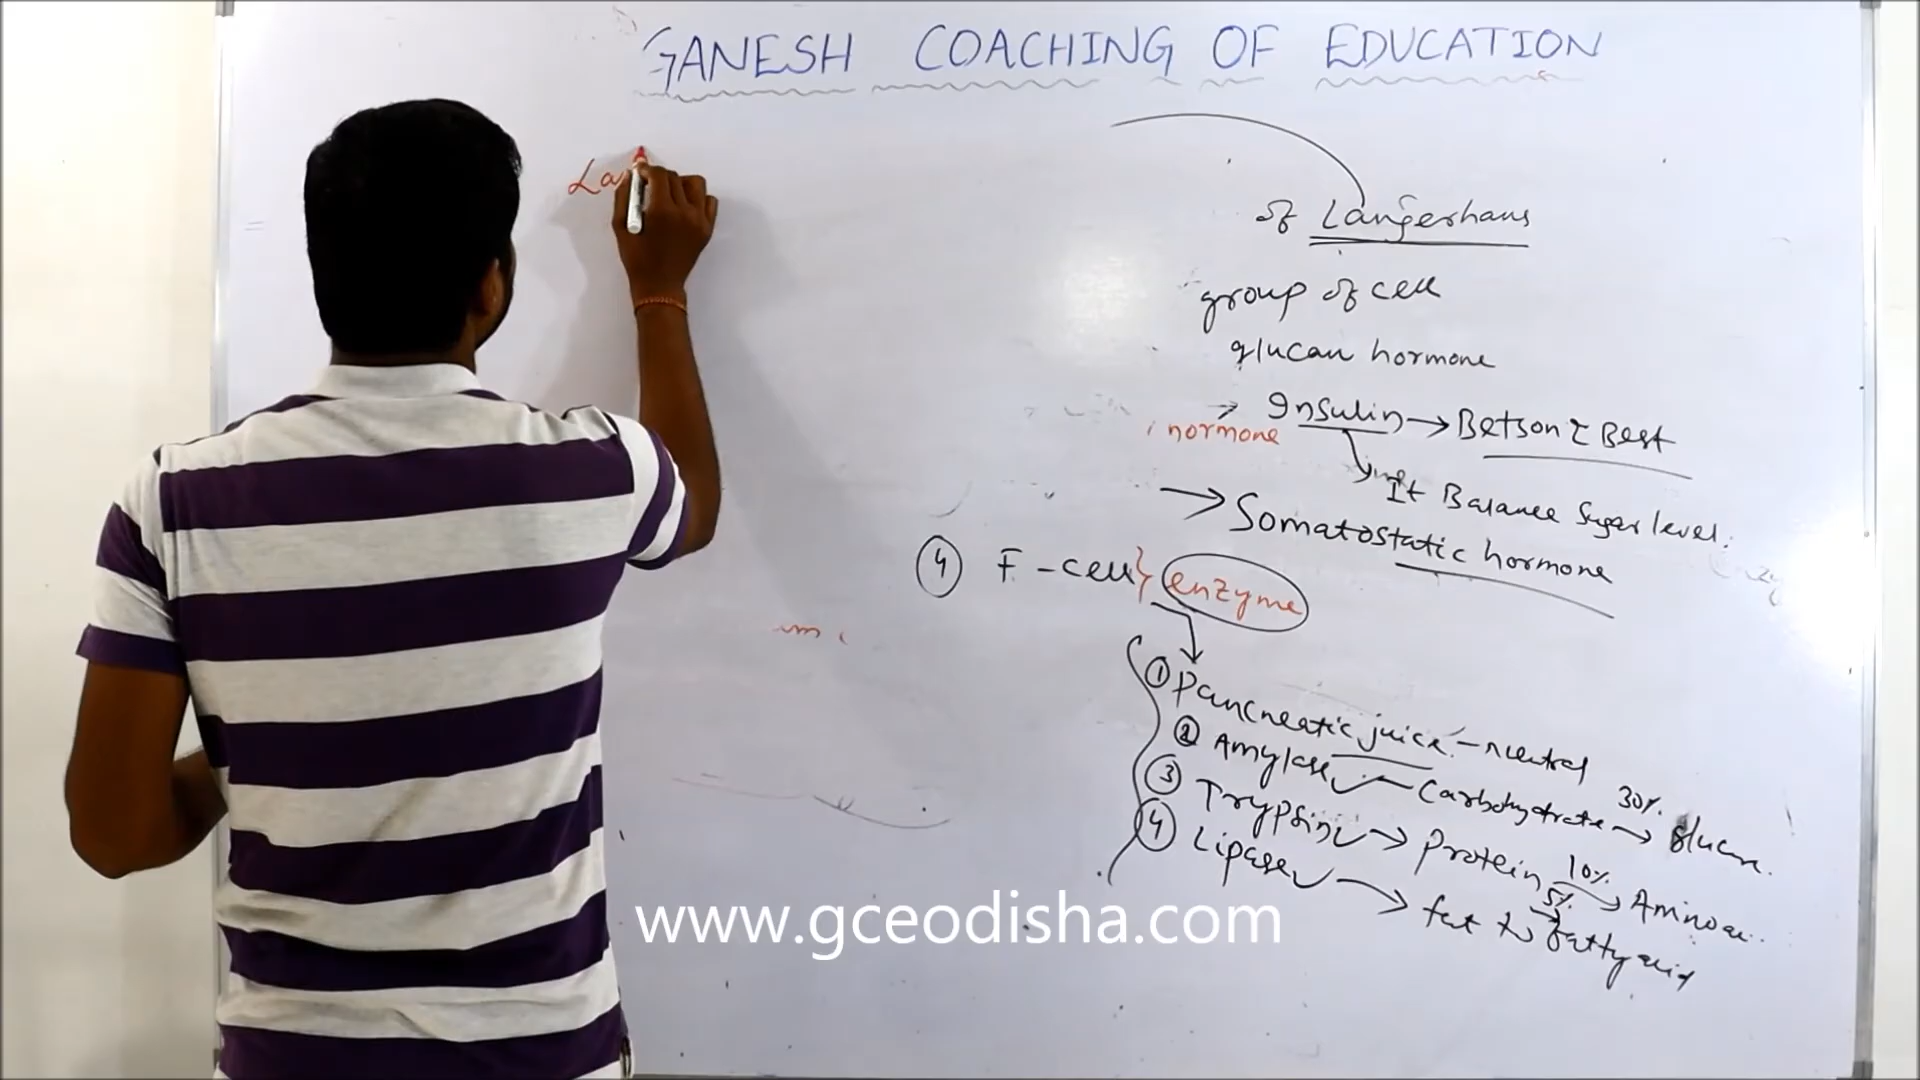 GANESH COACHING OF EDUCATION
La
of Langerhans
group of cell
glucan hormone
→ Insulin → Betson & Best
hormone
It Balance Sugar level.
→ Somatostatic hormone
④ F-cell} enzyme
① Pancreatic juice - neutral
② Amylase ✓ — Carbohydrate 30% → Glucose.
③ Trypsin ✓ → Protein 10% → Amino ac..
④ Lipase ✓ → fat to 5% → fatty acid
www.gceodisha.com